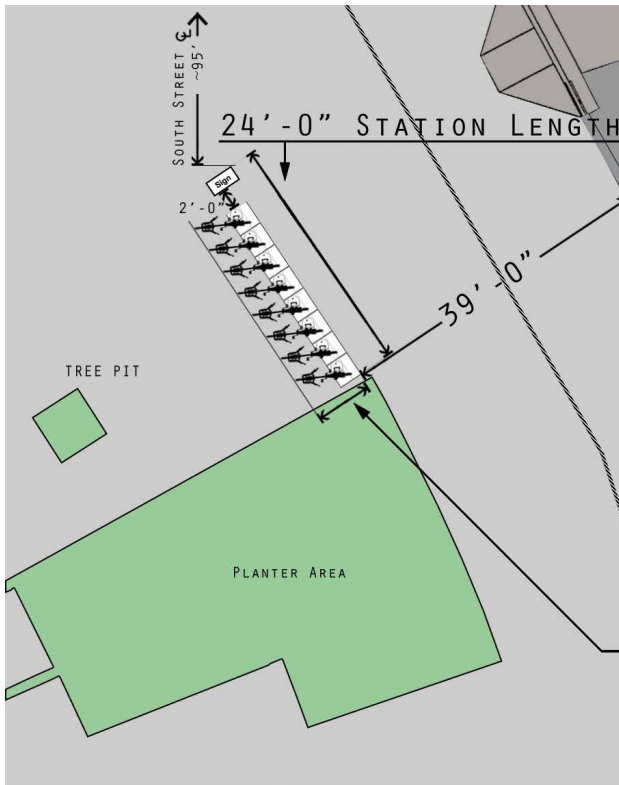 SOUTH STREET ℄
~95'
24'-0" STATION LENGTH
Sign
2'-0"
39'-0"
TREE PIT
PLANTER AREA